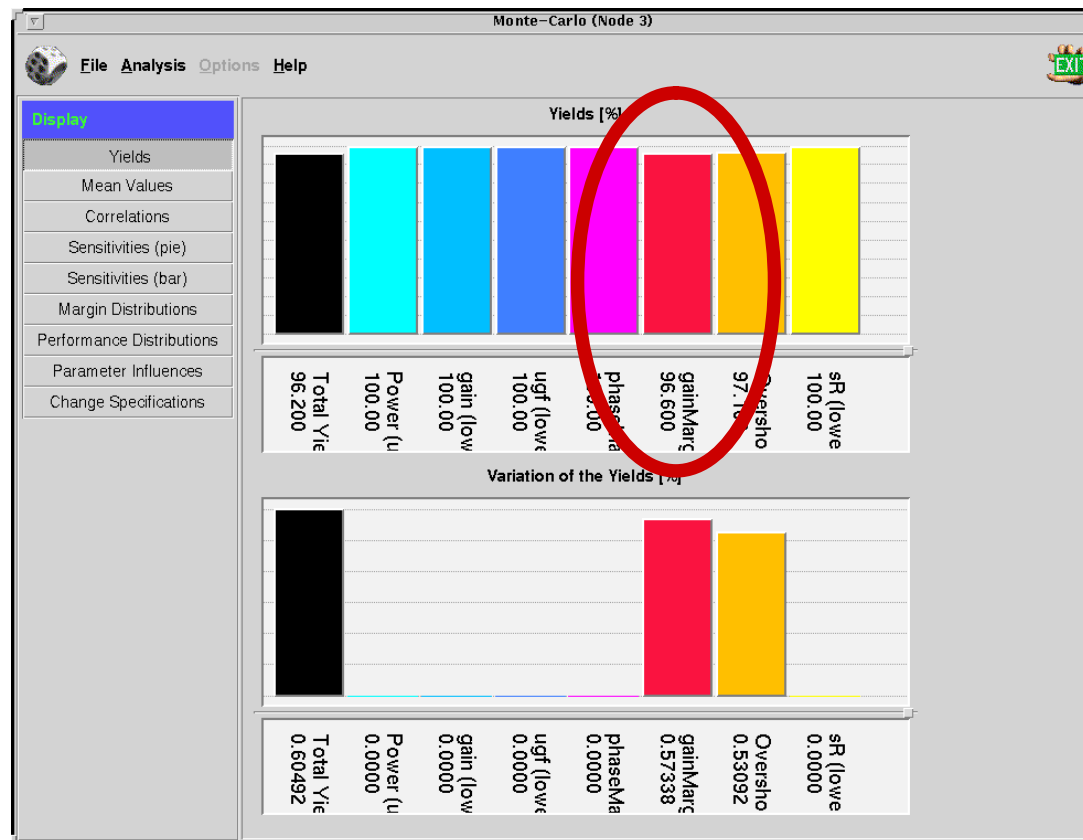 Monte-Carlo (Node 3)
File Analysis Options Help
EXIT
Display
Yields
Mean Values
Correlations
Sensitivities (pie)
Sensitivities (bar)
Margin Distributions
Performance Distributions
Parameter Influences
Change Specifications
Yields [%]
Total Yie
96.200
Power (u
100.00
gain (low
100.00
ugf (lowe
100.00
phaseMa
gainMarg
96.600
Oversho
sR (lowe
100.00
Variation of the Yields [%]
Total Yie
0.60492
Power (u
0.0000
gain (low
0.0000
ugf (lowe
0.0000
phaseMa
0.0000
gainMarg
0.57338
Oversho
0.53092
sR (lowe
0.0000